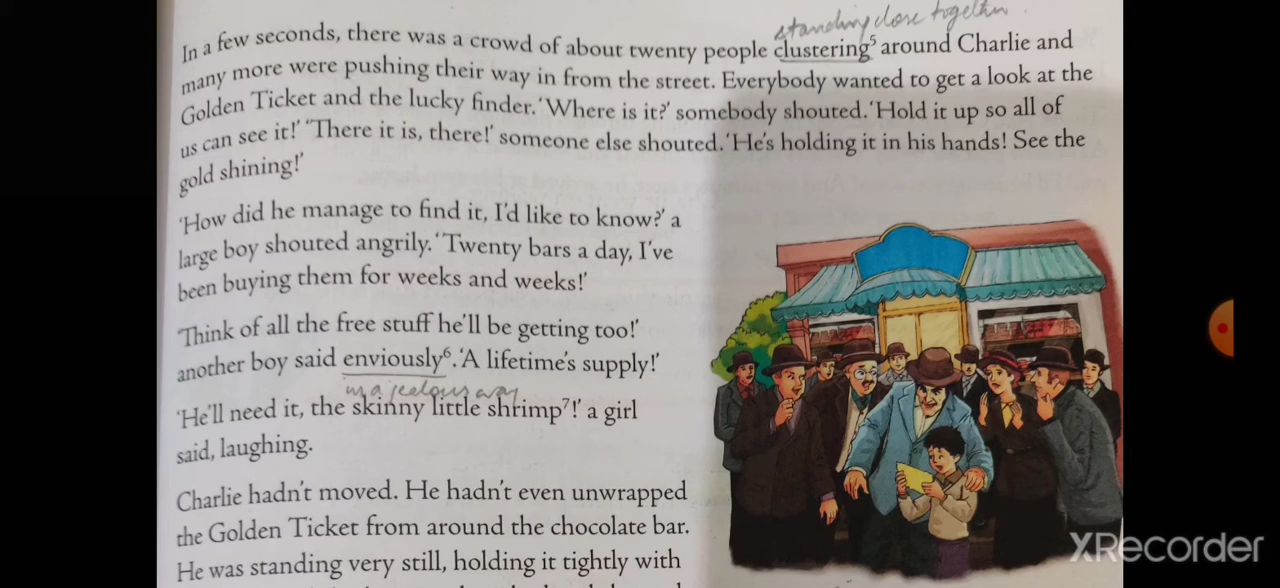 standing close together
In a few seconds, there was a crowd of about twenty people clustering⁵ around Charlie and
many more were pushing their way in from the street. Everybody wanted to get a look at the
Golden Ticket and the lucky finder. ‘Where is it?’ somebody shouted. ‘Hold it up so all of
us can see it!’ ‘There it is, there!’ someone else shouted. ‘He’s holding it in his hands! See the
gold shining!’
‘How did he manage to find it, I’d like to know?’ a
large boy shouted angrily. ‘Twenty bars a day, I’ve
been buying them for weeks and weeks!’
‘Think of all the free stuff he’ll be getting too!’
another boy said enviously⁶. ‘A lifetime’s supply!’
in a jealous way
‘He’ll need it, the skinny little shrimp⁷!’ a girl
said, laughing.
Charlie hadn’t moved. He hadn’t even unwrapped
the Golden Ticket from around the chocolate bar.
He was standing very still, holding it tightly with
XRecorder